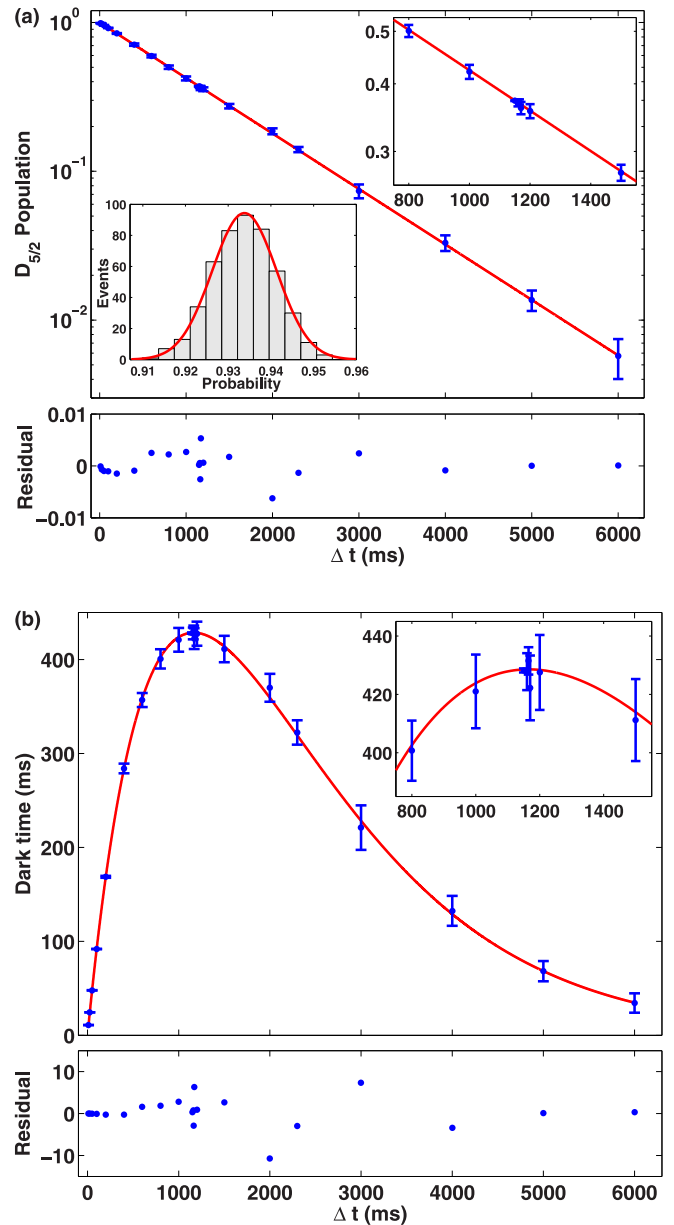 (a)
10⁰
10⁻¹
10⁻²
D5/2 Population
0.5
0.4
0.3
800 1000 1200 1400
100
80
60
40
20
0
Events
0.91 0.92 0.93 0.94 0.95 0.96
Probability
0.01
0
−0.01
Residual
0 1000 2000 3000 4000 5000 6000
Δ t (ms)
(b)
400
300
200
100
0
Dark time (ms)
440
420
400
800 1000 1200 1400
10
0
−10
Residual
0 1000 2000 3000 4000 5000 6000
Δ t (ms)